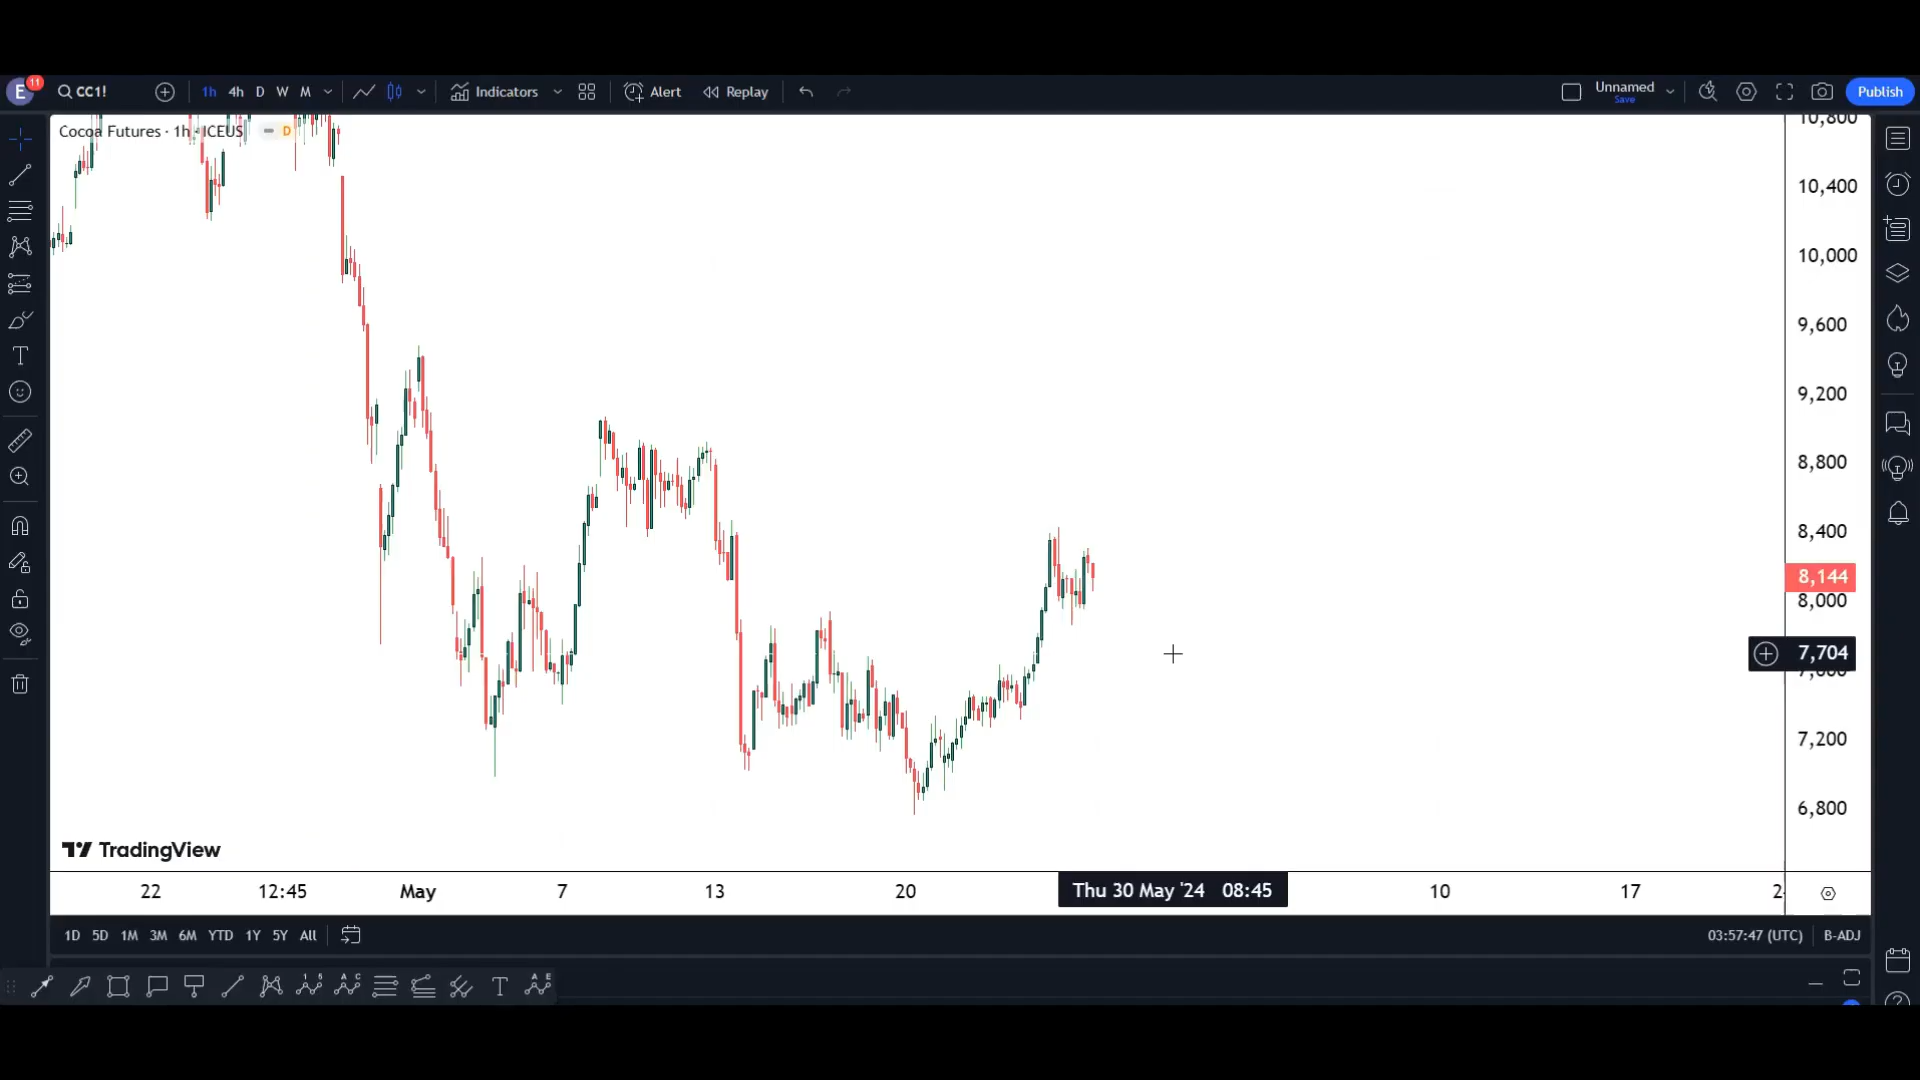 E 11 CC1! 1h 4h D W M Indicators Alert Replay Unnamed Publish
Save
Cocoa Futures · 1h · ICEUS D
10,800
10,400
10,000
9,600
9,200
8,800
8,400
8,144
8,000
7,704
7,200
6,800
TradingView
22 12:45 May 7 13 20 Thu 30 May '24 08:45 10 17
1D 5D 1M 3M 6M YTD 1Y 5Y All 03:57:47 (UTC) B-ADJ